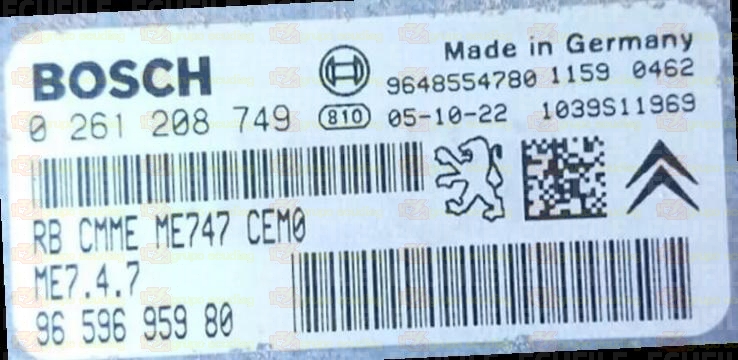 BOSCH
Made in Germany
9648554780 1159 0462
0 261 208 749
810 05-10-22 1039S11969
RB CMME ME747 CEM0
ME7.4.7
96 596 959 80